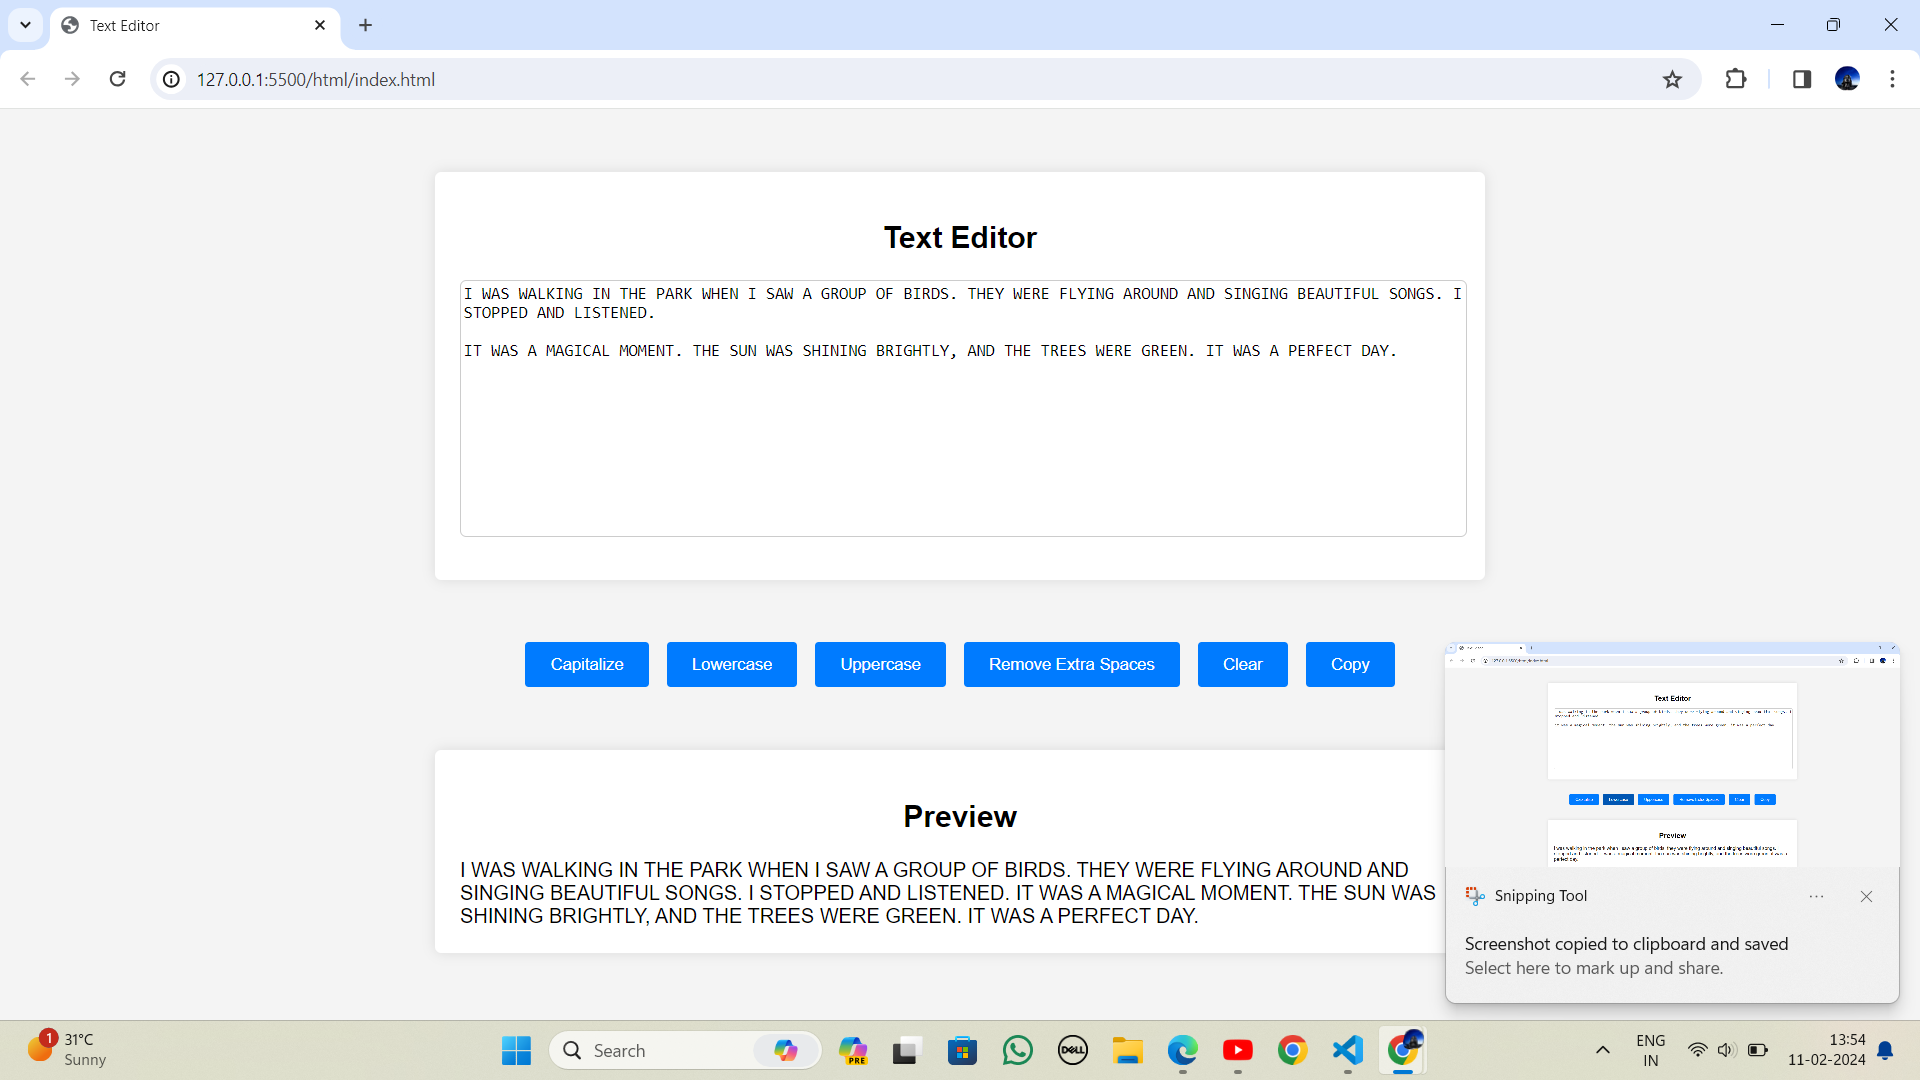 Text Editor
127.0.0.1:5500/html/index.html
Text Editor
I WAS WALKING IN THE PARK WHEN I SAW A GROUP OF BIRDS. THEY WERE FLYING AROUND AND SINGING BEAUTIFUL SONGS. I
STOPPED AND LISTENED.
IT WAS A MAGICAL MOMENT. THE SUN WAS SHINING BRIGHTLY, AND THE TREES WERE GREEN. IT WAS A PERFECT DAY.
Capitalize Lowercase Uppercase Remove Extra Spaces Clear Copy
Preview
I WAS WALKING IN THE PARK WHEN I SAW A GROUP OF BIRDS. THEY WERE FLYING AROUND AND
SINGING BEAUTIFUL SONGS. I STOPPED AND LISTENED. IT WAS A MAGICAL MOMENT. THE SUN WAS
SHINING BRIGHTLY, AND THE TREES WERE GREEN. IT WAS A PERFECT DAY.
Text Editor
Preview
Snipping Tool
Screenshot copied to clipboard and saved
Select here to mark up and share.
1
31°C
Sunny
Search
PRE
DELL
ENG
IN
13:54
11-02-2024